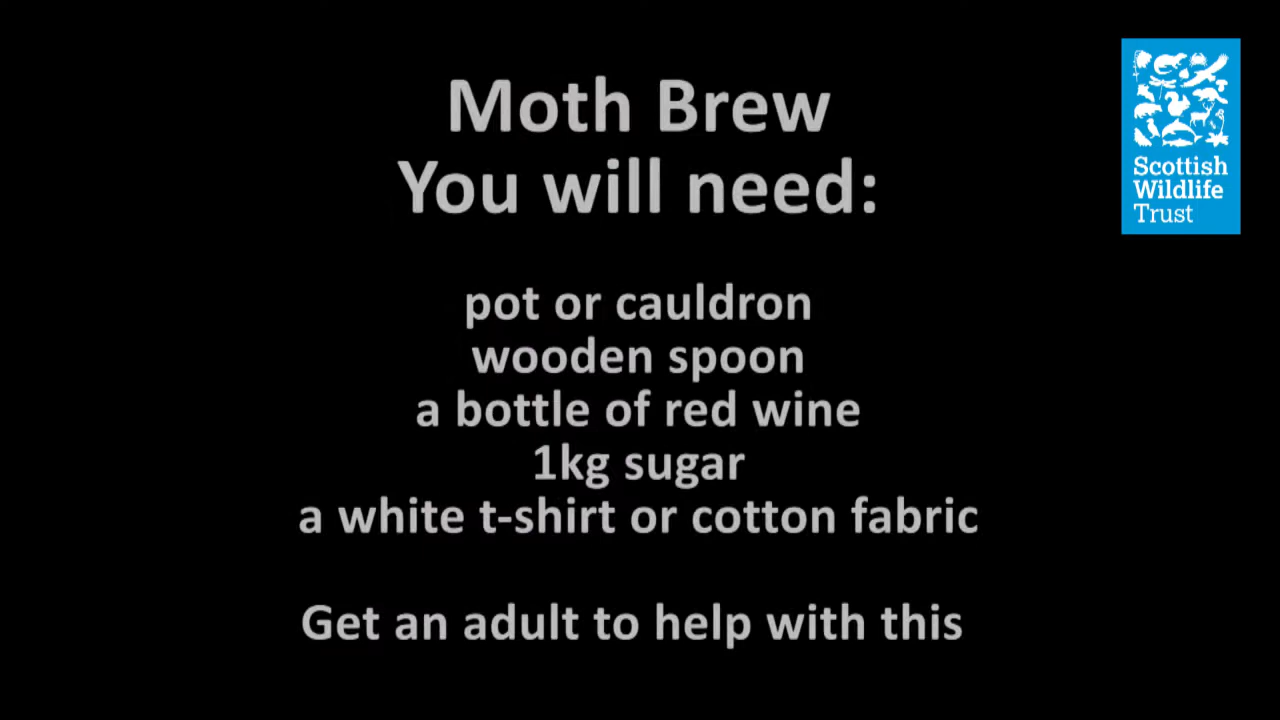 Moth Brew
You will need:
pot or cauldron
wooden spoon
a bottle of red wine
1kg sugar
a white t-shirt or cotton fabric
Get an adult to help with this
Scottish
Wildlife
Trust